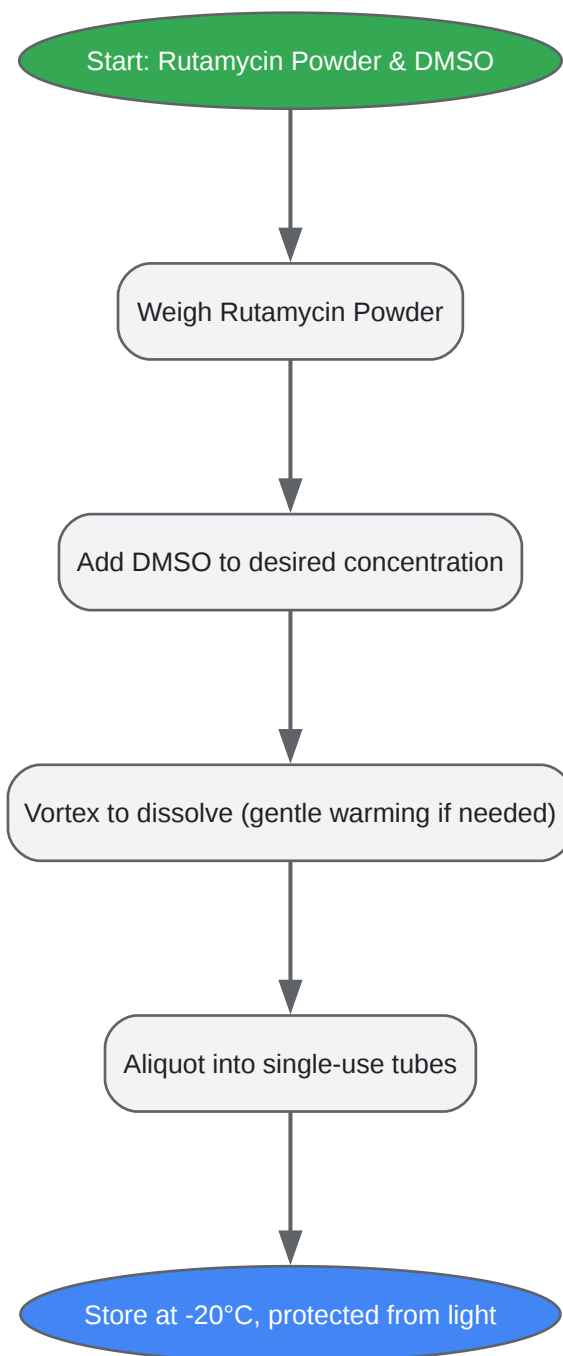 Start: Rutamycin Powder & DMSO
Weigh Rutamycin Powder
Add DMSO to desired concentration
Vortex to dissolve (gentle warming if needed)
Aliquot into single-use tubes
Store at -20°C, protected from light